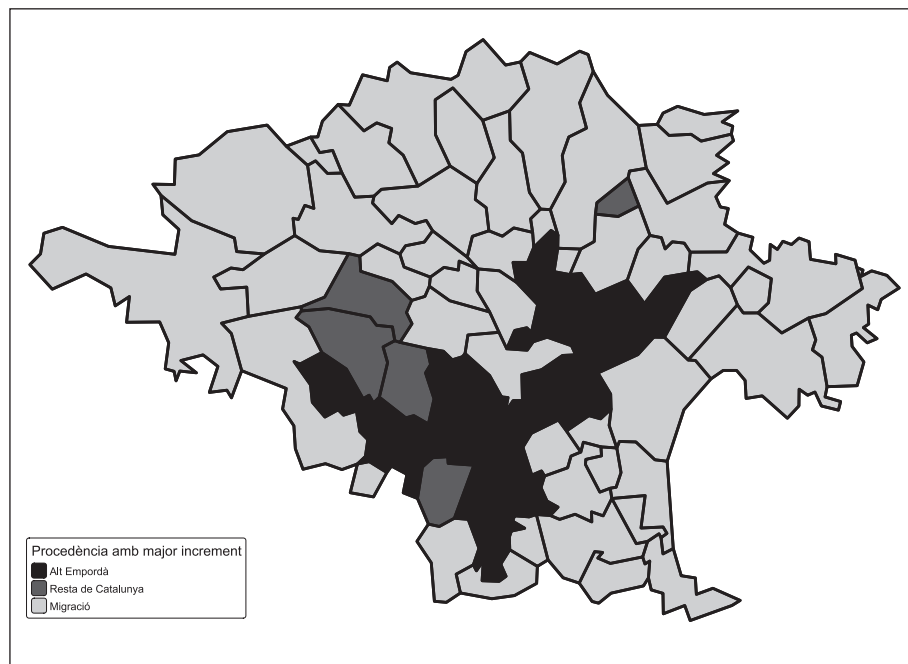 Procedència amb major increment
Alt Empordà
Resta de Catalunya
Migració